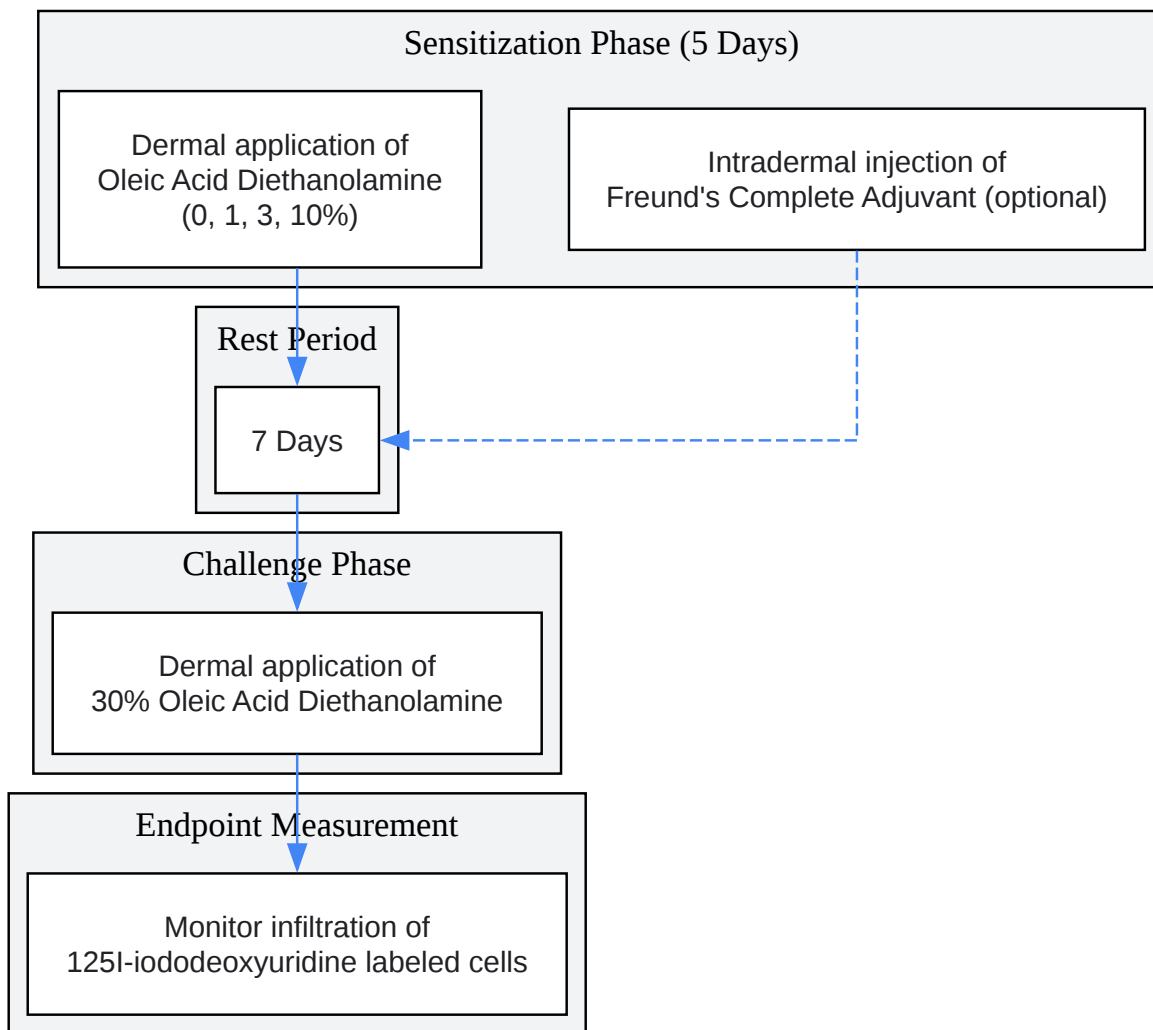 Sensitization Phase (5 Days)
Dermal application of
Oleic Acid Diethanolamine
(0, 1, 3, 10%)
Intradermal injection of
Freund's Complete Adjuvant (optional)
Rest Period
7 Days
Challenge Phase
Dermal application of
30% Oleic Acid Diethanolamine
Endpoint Measurement
Monitor infiltration of
125I-iododeoxyuridine labeled cells